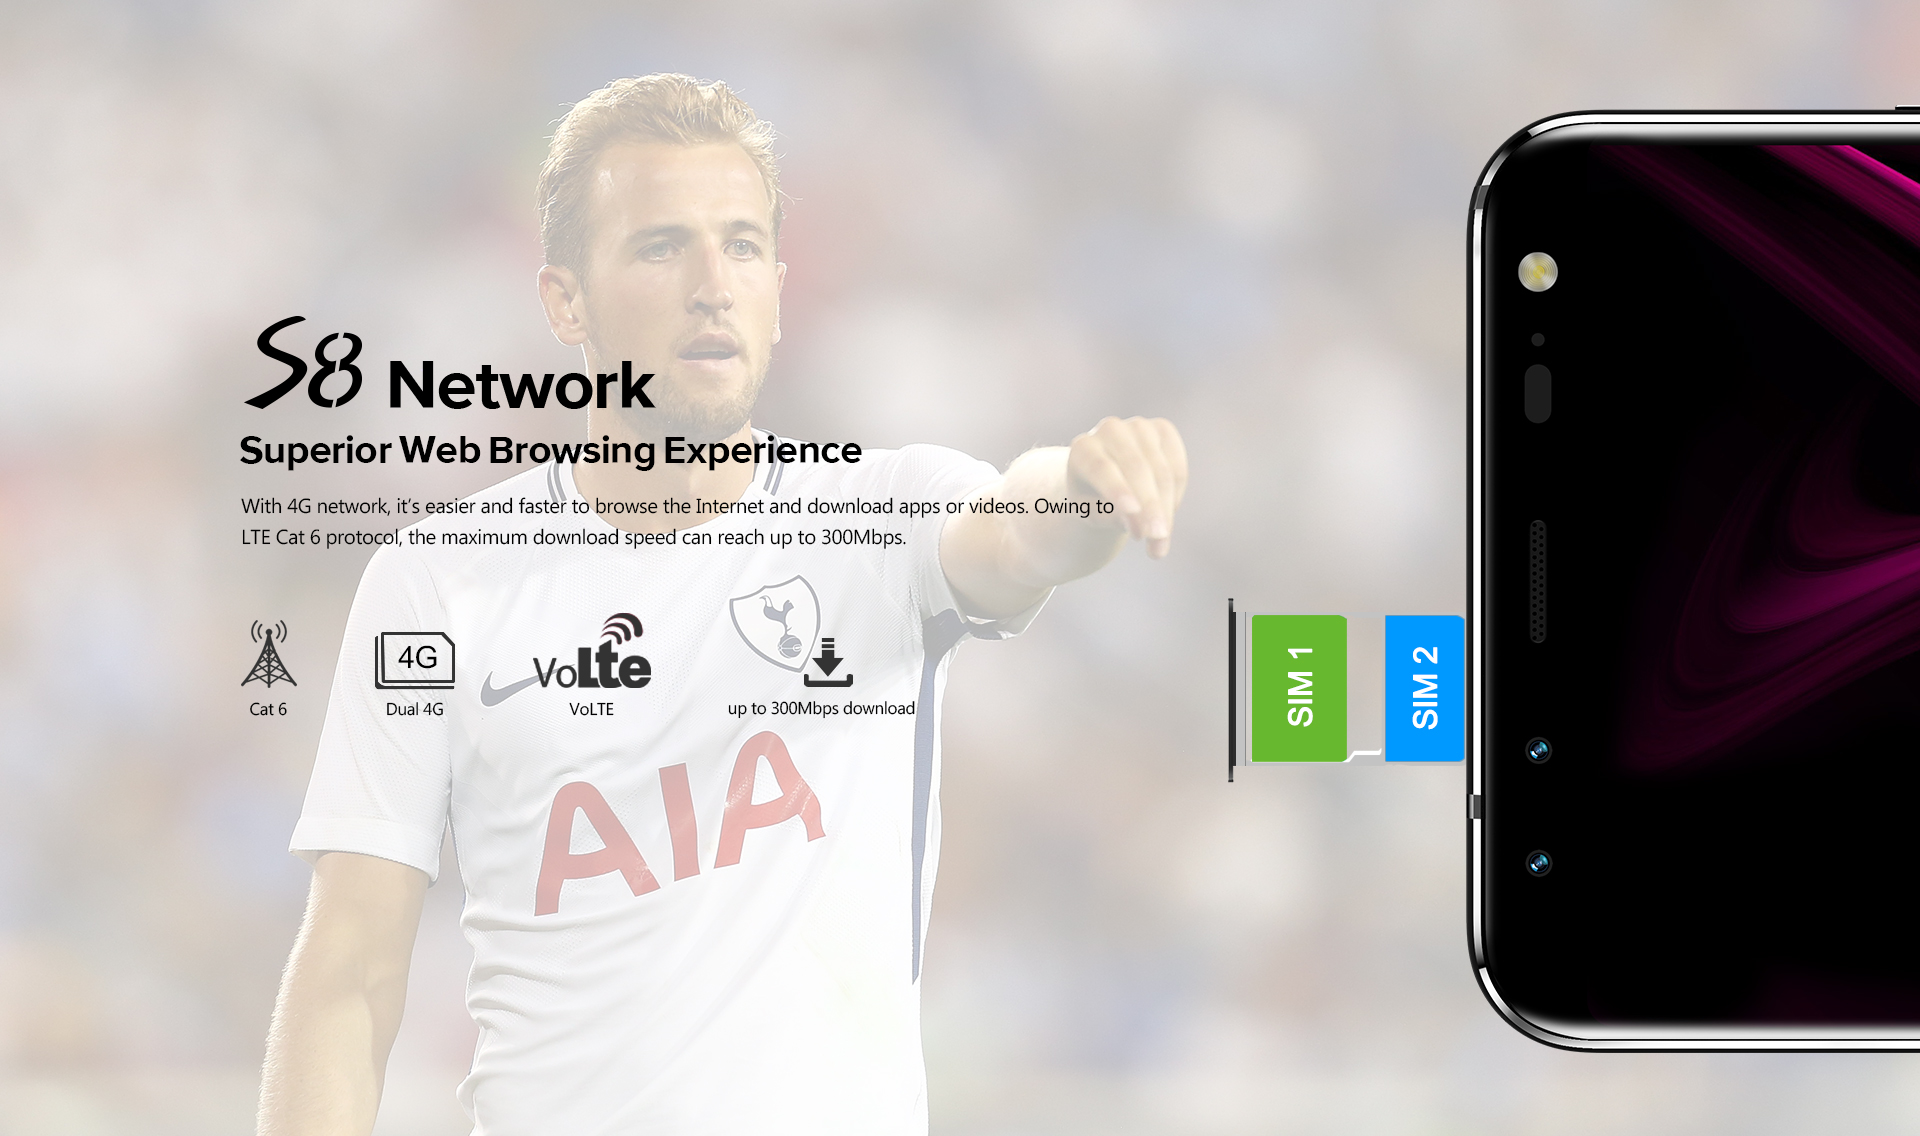 S8 Network
Superior Web Browsing Experience
With 4G network, it's easier and faster to browse the Internet and download apps or videos. Owing to
LTE Cat 6 protocol, the maximum download speed can reach up to 300Mbps.
4G
VoLte
Cat 6
Dual 4G
VoLTE
up to 300Mbps download
AIA
SIM 1
SIM 2